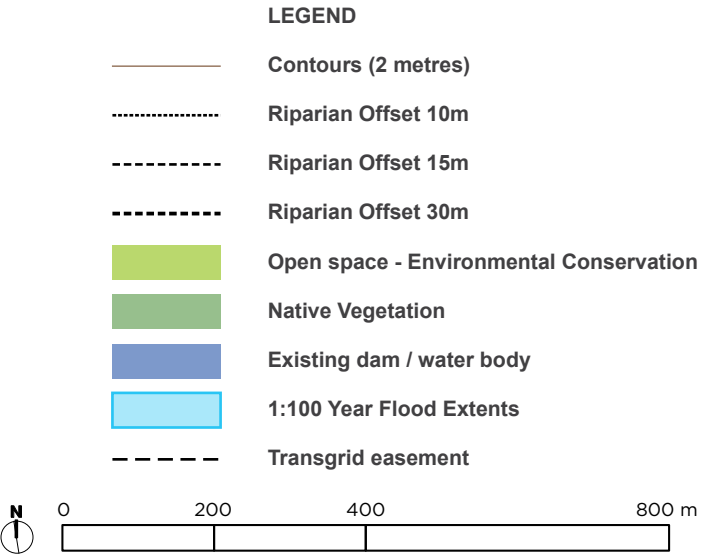 LEGEND
Contours (2 metres)
Riparian Offset 10m
Riparian Offset 15m
Riparian Offset 30m
Open space - Environmental Conservation
Native Vegetation
Existing dam / water body
1:100 Year Flood Extents
Transgrid easement
N 0 200 400 800 m